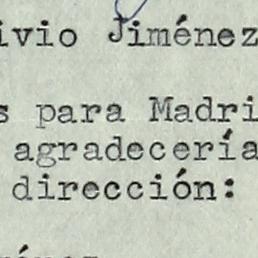 ivio Jiménez
s para Madri
agradecería
dirección: